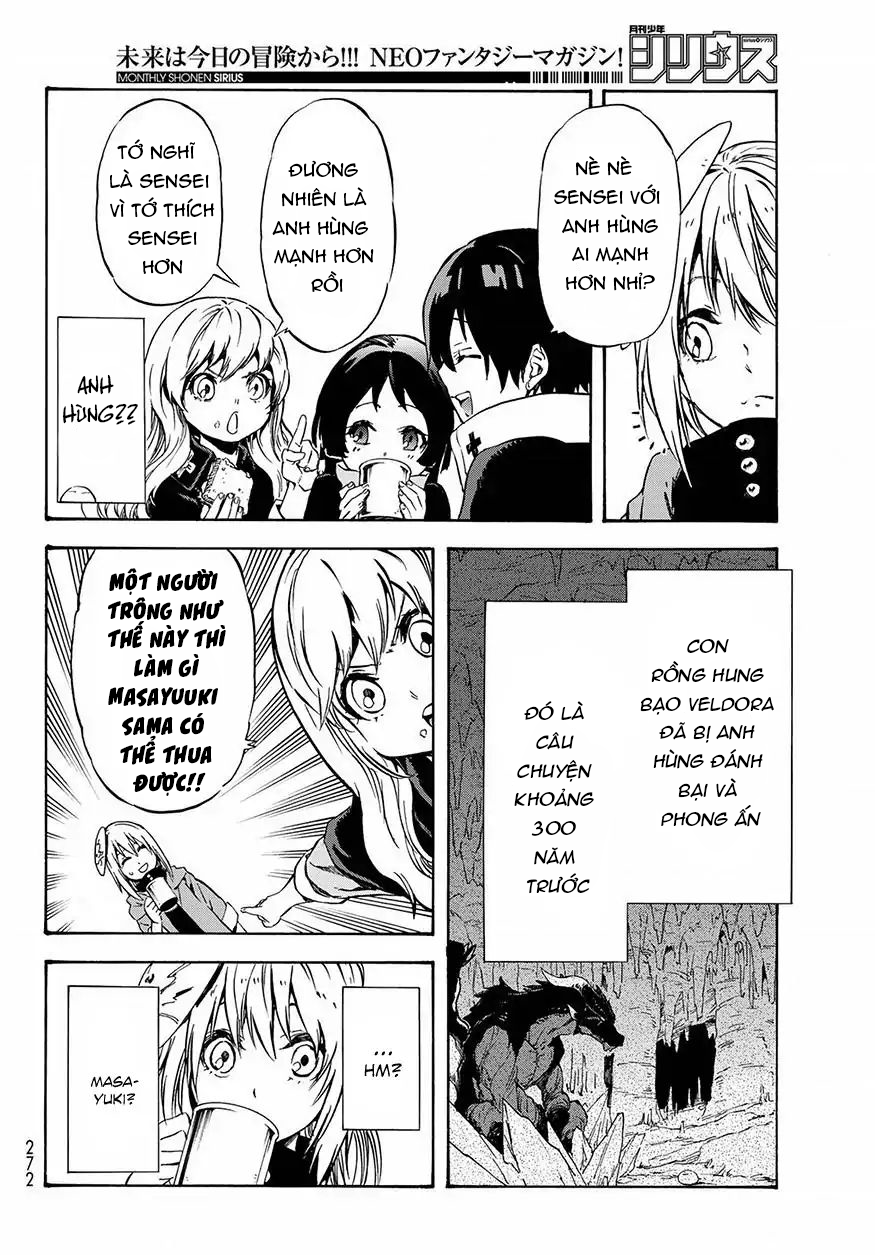 未来は今日の冒険から!!! NEOファンタジーマガジン!
MONTHLY SHONEN SIRIUS
月刊少年
シリウス
NÈ NÈ
SENSEI VỚI
ANH HÙNG
AI MẠNH
HƠN NHỈ?
ĐƯƠNG
NHIÊN LÀ
ANH HÙNG
MẠNH HƠN
RỒI
TỚ NGHĨ
LÀ SENSEI
VÌ TỚ THÍCH
SENSEI
HƠN
ANH
HÙNG??
CON
RỒNG HUNG
BẠO VELDORA
ĐÃ BỊ ANH
HÙNG ĐÁNH
BẠI VÀ
PHONG ẤN
ĐÓ LÀ
CÂU
CHUYỆN
KHOẢNG
300
NĂM
TRƯỚC
MỘT NGƯỜI
TRÔNG NHƯ
THẾ NÀY THÌ
LÀM GÌ
MASAYUUKI
SAMA CÓ
THỂ THUA
ĐƯỢC!!
...
HM?
MASA-
YUKI?
272